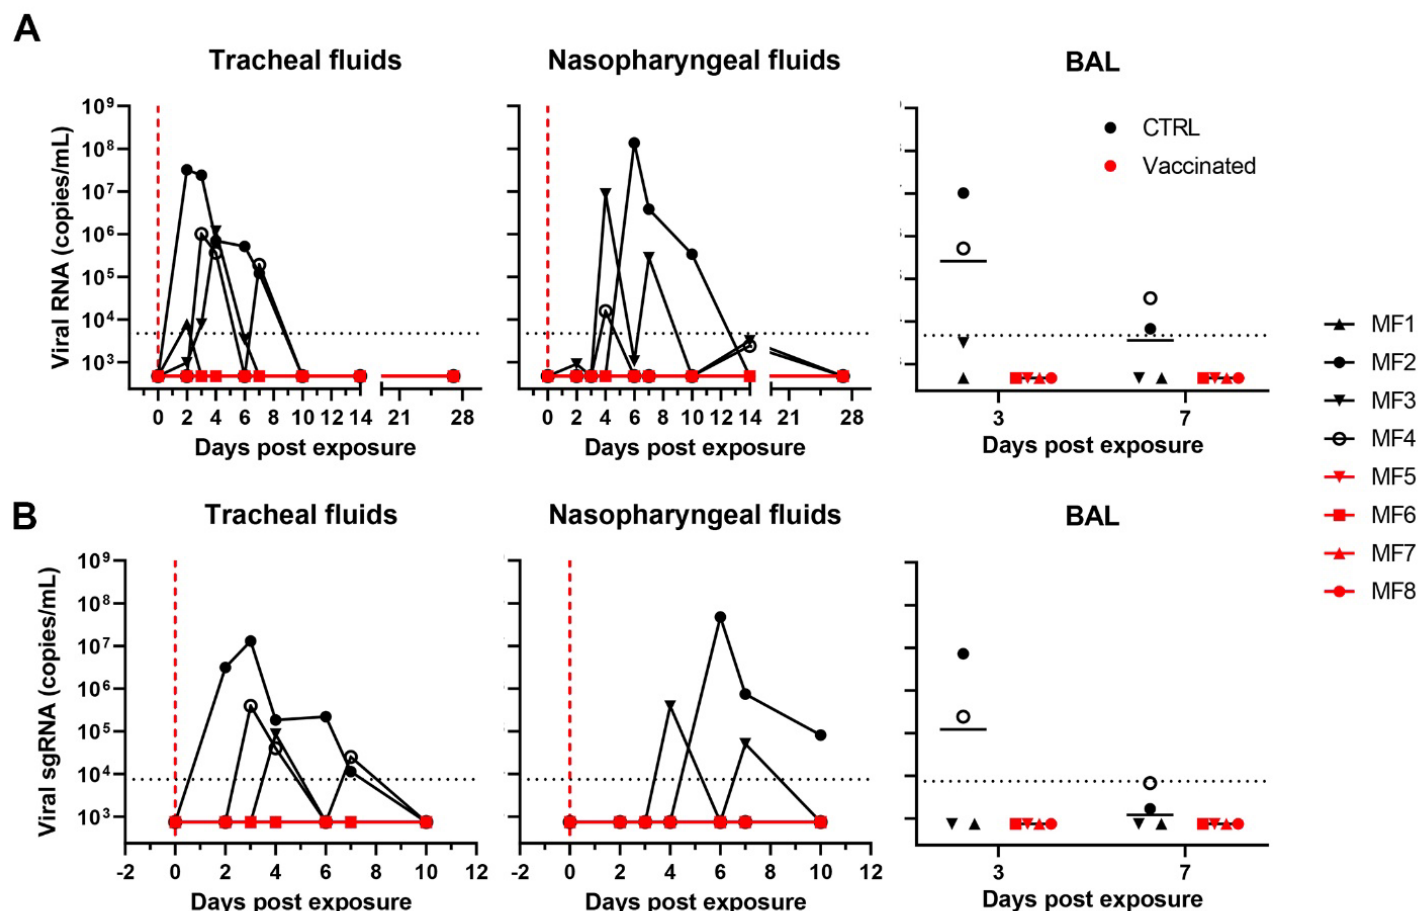 A
Tracheal fluids
Nasopharyngeal fluids
BAL
Viral RNA (copies/mL)
10⁹
10⁸
10⁷
10⁶
10⁵
10⁴
10³
0 2 4 6 8 10 12 14 21 28
Days post exposure
0 2 4 6 8 10 12 14 21 28
Days post exposure
CTRL
Vaccinated
3 7
Days post exposure
MF1
MF2
MF3
MF4
MF5
MF6
MF7
MF8
B
Tracheal fluids
Nasopharyngeal fluids
BAL
Viral sgRNA (copies/mL)
10⁹
10⁸
10⁷
10⁶
10⁵
10⁴
10³
-2 0 2 4 6 8 10 12
Days post exposure
-2 0 2 4 6 8 10 12
Days post exposure
3 7
Days post exposure